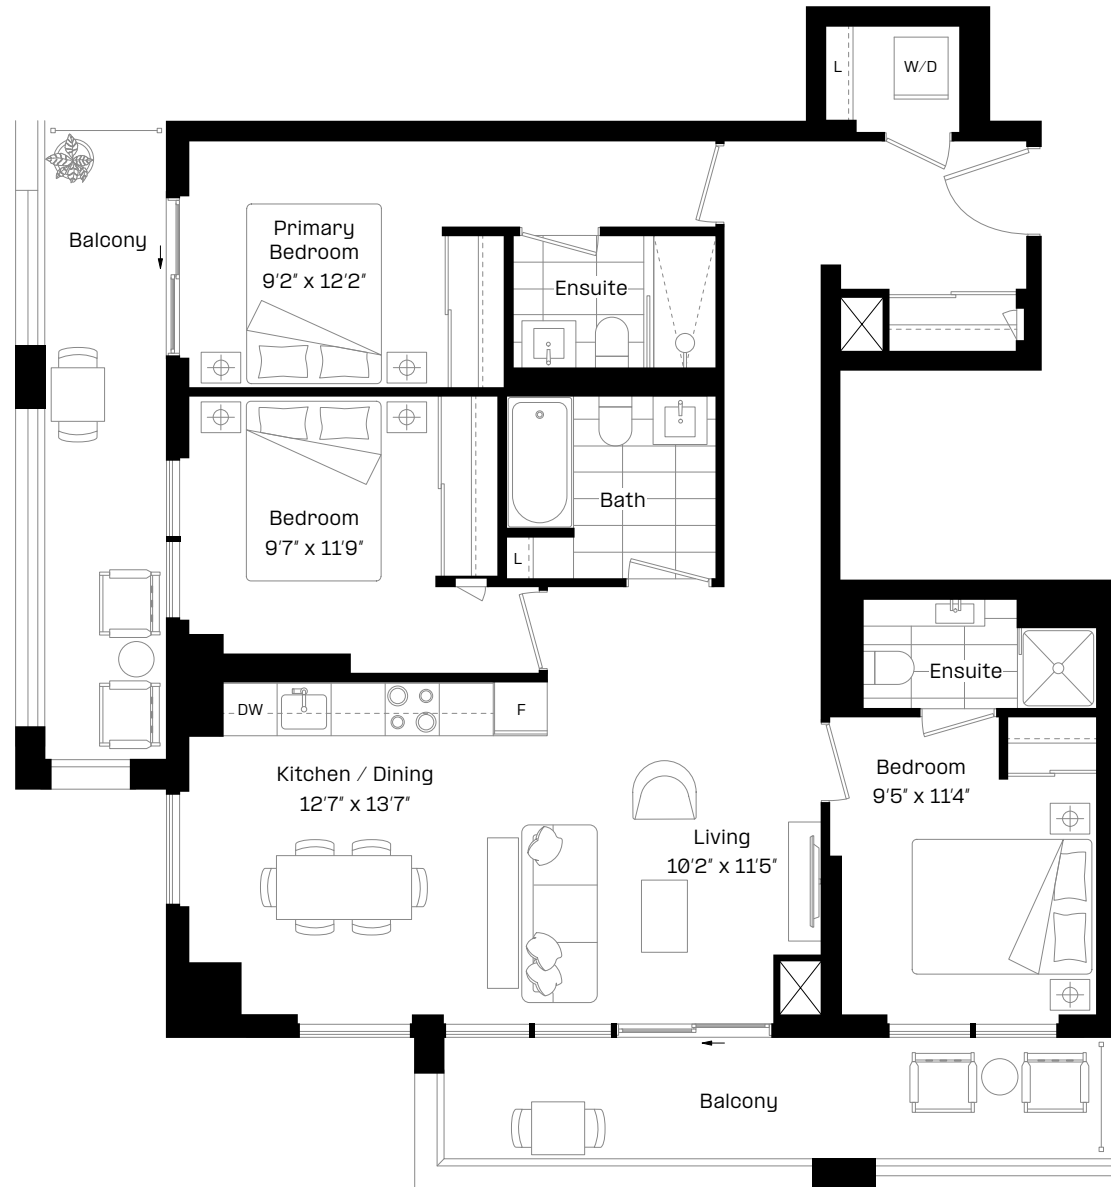 L
W/D
Balcony
Primary
Bedroom
9'2" x 12'2"
Ensuite
Bedroom
9'7" x 11'9"
Bath
L
Ensuite
DW
F
Kitchen / Dining
12'7" x 13'7"
Bedroom
9'5" x 11'4"
Living
10'2" x 11'5"
Balcony